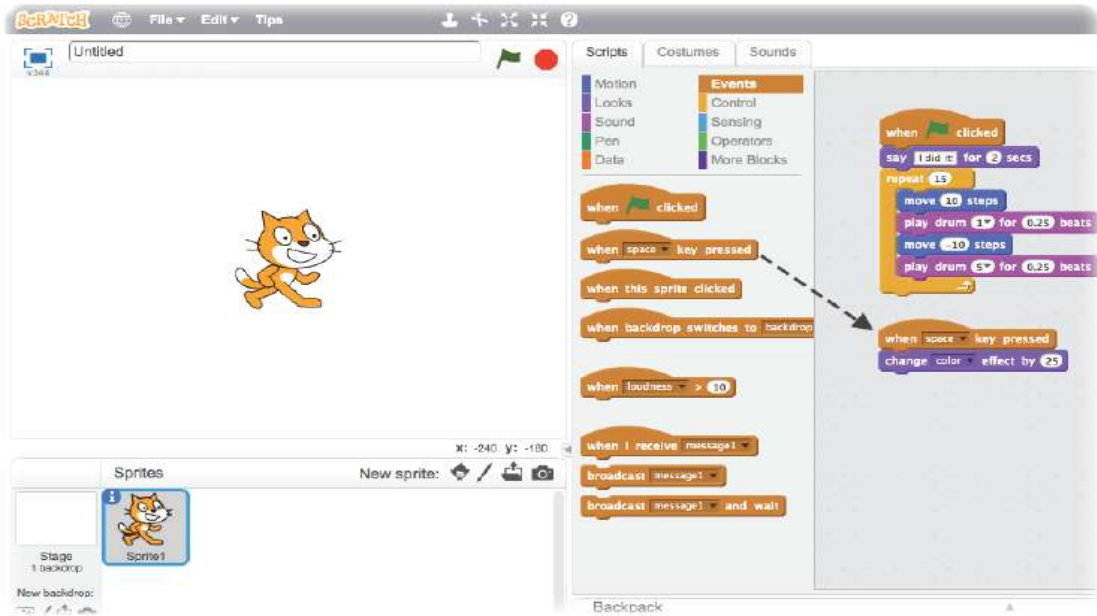 SCRATCH File Edit Tips
Untitled
v344
x: -240 y: -180
Sprites New sprite:
Stage
1 backdrop
Sprite1
New backdrop:
Scripts Costumes Sounds
Motion Events
Looks Control
Sound Sensing
Pen Operators
Data More Blocks
when clicked
when space key pressed
when this sprite clicked
when backdrop switches to backdrop
when loudness > 10
when I receive message1
broadcast message1
broadcast message1 and wait
when clicked
say I did it! for 2 secs
repeat 15
move 10 steps
play drum 1 for 0.25 beats
move -10 steps
play drum 5 for 0.25 beats
when space key pressed
change color effect by 25
Backpack